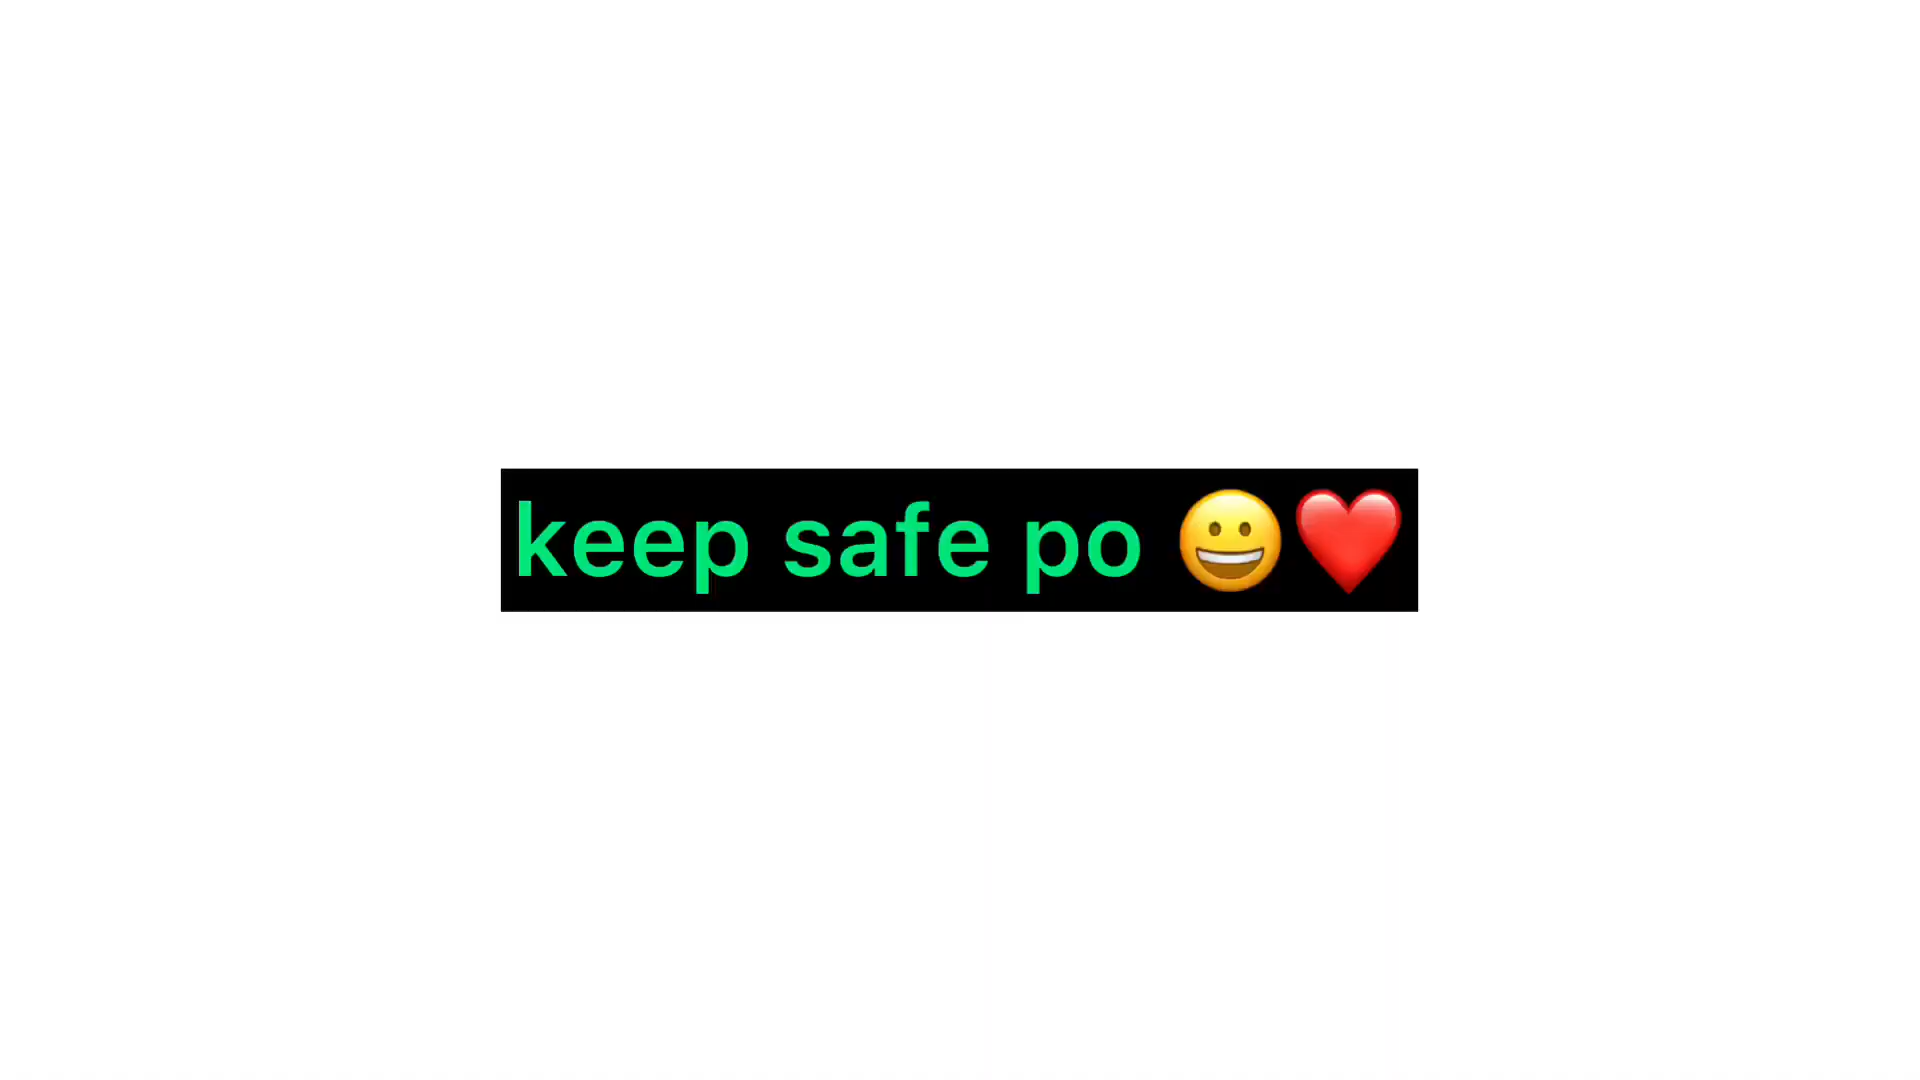 keep safe po 😀❤️